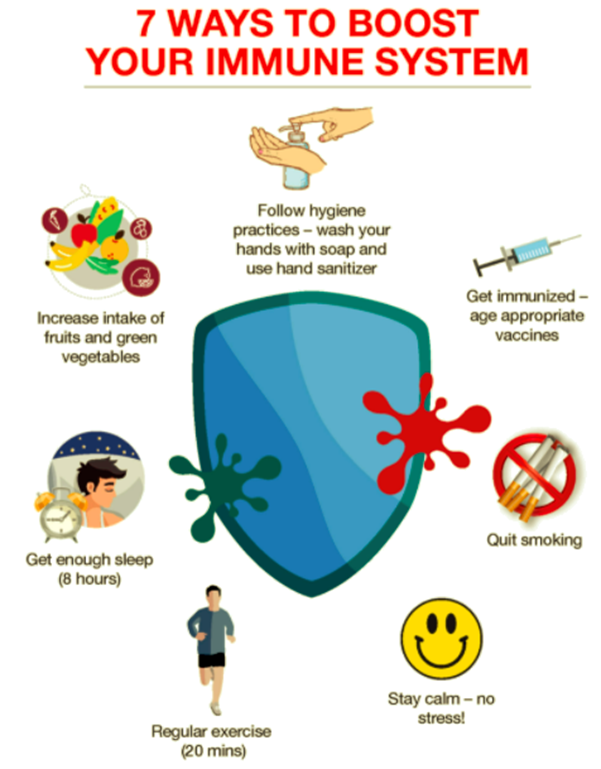 7 WAYS TO BOOST
YOUR IMMUNE SYSTEM
Follow hygiene
practices – wash your
hands with soap and
use hand sanitizer
Increase intake of
fruits and green
vegetables
Get immunized –
age appropriate
vaccines
Get enough sleep
(8 hours)
Quit smoking
Regular exercise
(20 mins)
Stay calm – no
stress!